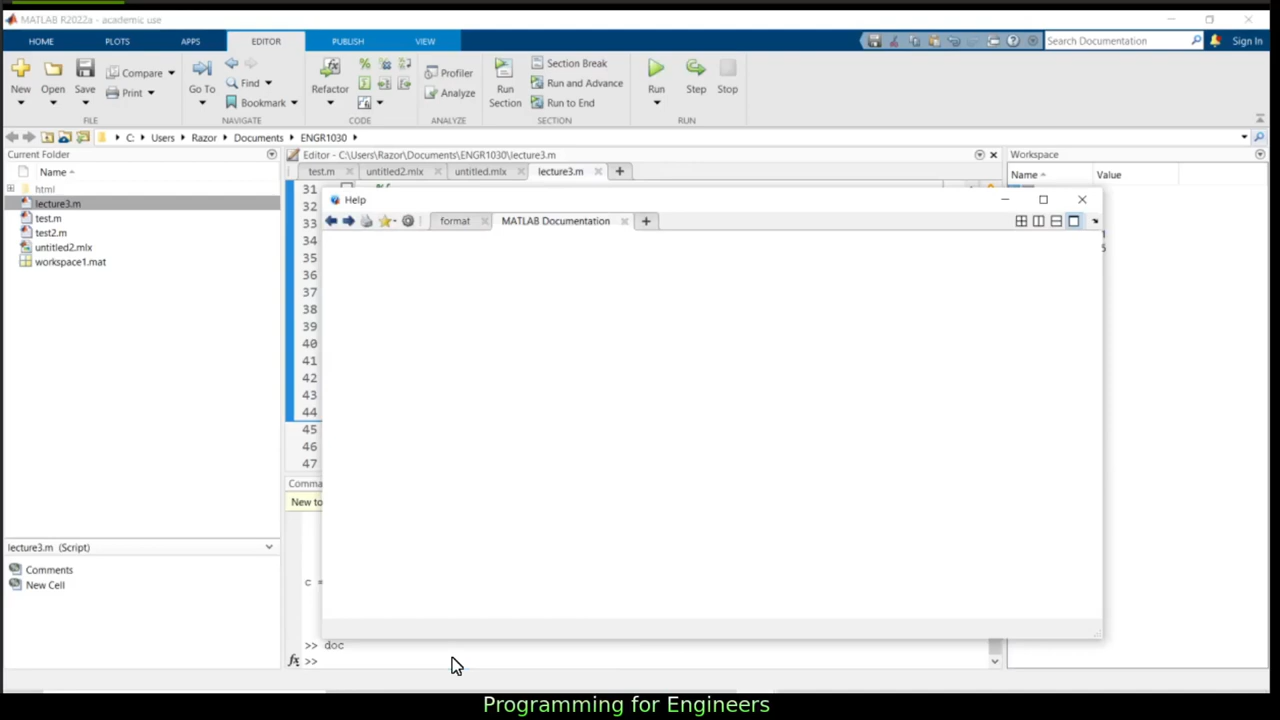 MATLAB R2022a - academic use
HOME PLOTS APPS EDITOR PUBLISH VIEW Search Documentation Sign In
New Open Save Compare Print
Go To Find Bookmark
Refactor
Profiler Analyze
Run Section Section Break Run and Advance Run to End
Run Step Stop
FILE NAVIGATE CODE ANALYZE SECTION RUN
C: Users Razor Documents ENGR1030
Current Folder
Name
html
lecture3.m
test.m
test2.m
untitled2.mlx
workspace1.mat
lecture3.m (Script)
Comments
New Cell
Editor - C:\Users\Razor\Documents\ENGR1030\lecture3.m
test.m untitled2.mlx untitled.mlx lecture3.m
31 %{
32
33
34
35
36
37
38
39
40
41
42
43
44
45
46
47
Help
format MATLAB Documentation
Comma
New to
c =
>> doc
fx >>
Workspace
Name Value
Programming for Engineers